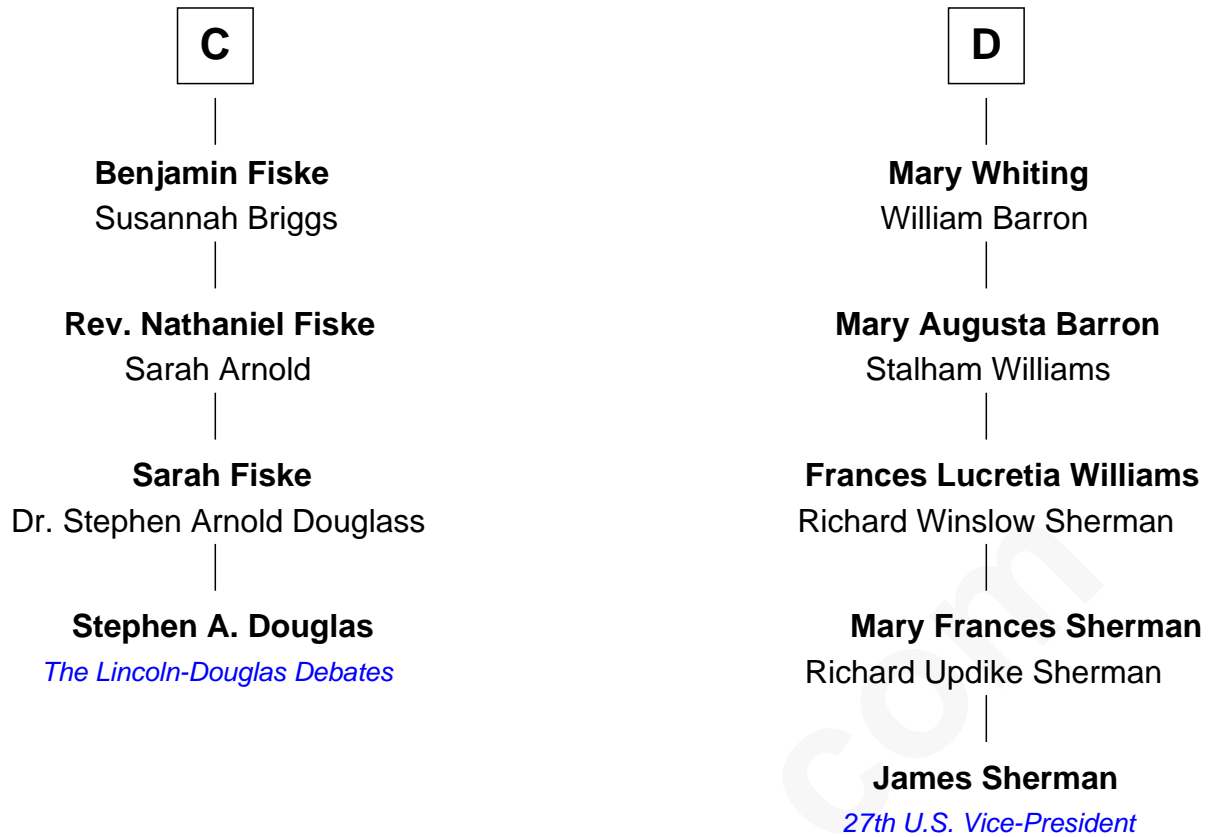 C
Benjamin Fiske
Susannah Briggs
Rev. Nathaniel Fiske
Sarah Arnold
Sarah Fiske
Dr. Stephen Arnold Douglass
Stephen A. Douglas
The Lincoln-Douglas Debates
D
Mary Whiting
William Barron
Mary Augusta Barron
Stalham Williams
Frances Lucretia Williams
Richard Winslow Sherman
Mary Frances Sherman
Richard Updike Sherman
James Sherman
27th U.S. Vice-President
com